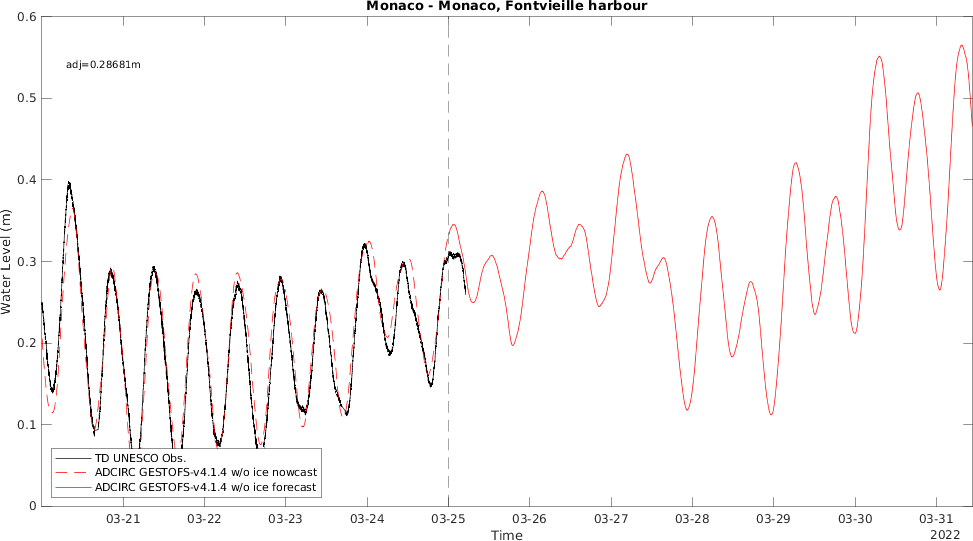 Monaco - Monaco, Fontvieille harbour
0.6
adj=0.28681m
0.5
0.4
0.3
0.2
0.1
0
Water Level (m)
TD UNESCO Obs.
ADCIRC GESTOFS-v4.1.4 w/o ice nowcast
ADCIRC GESTOFS-v4.1.4 w/o ice forecast
03-21 03-22 03-23 03-24 03-25 03-26 03-27 03-28 03-29 03-30 03-31
Time
2022